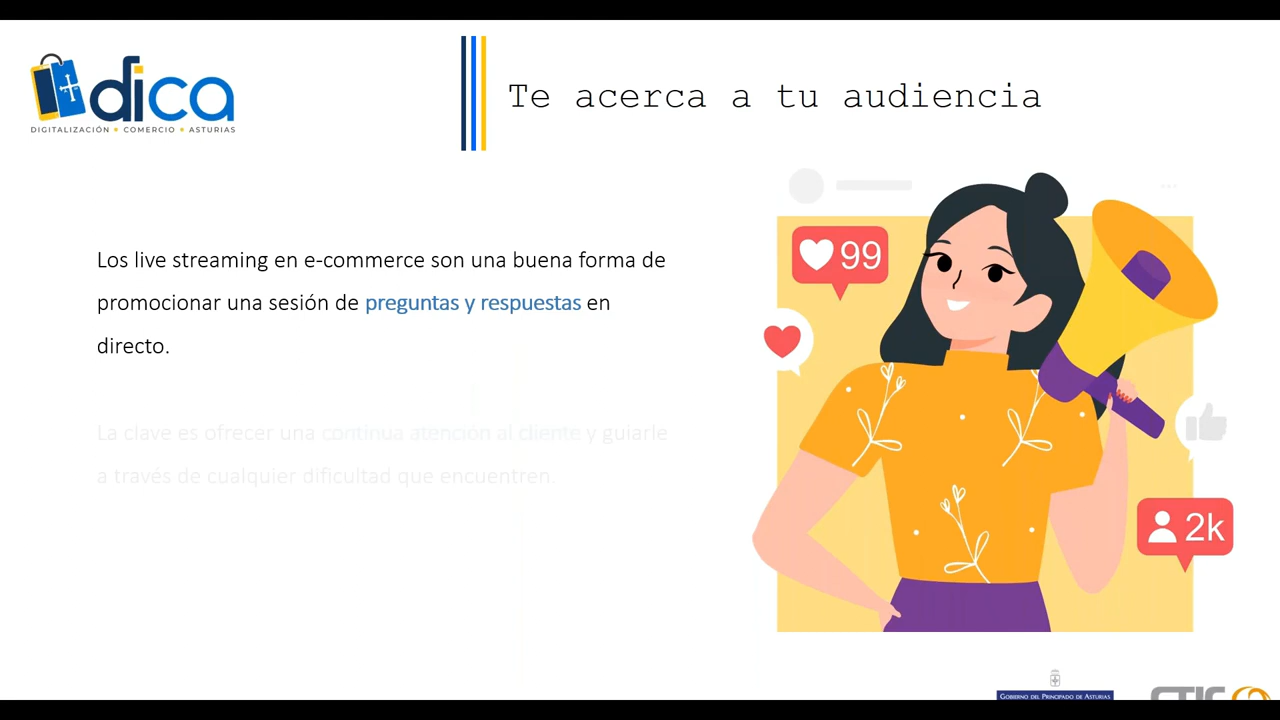 dica
DIGITALIZACIÓN • COMERCIO • ASTURIAS
Te acerca a tu audiencia
Los live streaming en e-commerce son una buena forma de
promocionar una sesión de preguntas y respuestas en
directo.
La clave es ofrecer una continua atención al cliente y guiarle
a través de cualquier dificultad que encuentren.
99
2k
GOBIERNO DEL PRINCIPADO DE ASTURIAS